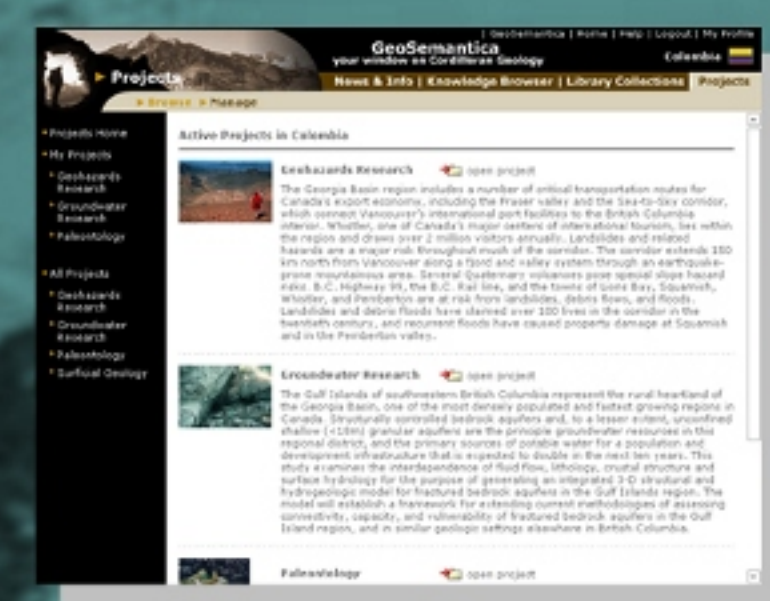 | GeoSemantica | Home | Help | Logout | My Profile
GeoSemantica
your window on Cordilleran Geology
Colombia
Projects
News & Info | Knowledge Browser | Library Collections
Projects
Browse Manage
Projects Home
My Projects
Geohazards
Research
Groundwater
Research
Paleontology
All Projects
Geohazards
Research
Groundwater
Research
Paleontology
Surficial Geology
Active Projects in Colombia
Geohazards Research open project
The Georgia Basin region includes a number of critical transportation routes for
Canada's export economy, including the Fraser valley and the Sea-to-Sky corridor,
which connect Vancouver's international port facilities to the British Columbia
interior. Whistler, one of Canada's major centers of international tourism, lies within
the region and draws over 2 million visitors annually. Landslides and related
hazards are a major risk throughout much of the corridor. The corridor extends 150
km north from Vancouver along a fjord and valley system through an earthquake-
prone mountainous area. Several Quaternary volcanoes pose special slope hazard
risks. B.C. Highway 99, the B.C. Rail line, and the towns of Lions Bay, Squamish,
Whistler, and Pemberton are at risk from landslides, debris flows, and floods.
Landslides and debris floods have claimed over 100 lives in the corridor in the
twentieth century, and recurrent floods have caused property damage at Squamish
and in the Pemberton valley.
Groundwater Research open project
The Gulf Islands of southwestern British Columbia represent the rural heartland of
the Georgia Basin, one of the most densely populated and fastest growing regions in
Canada. Structurally controlled bedrock aquifers and, to a lesser extent, unconfined
shallow (<10m) granular aquifers are the principle groundwater resources in this
regional district, and the primary sources of potable water for a population and
development infrastructure that is expected to double in the next ten years. This
study examines the interdependence of fluid flow, lithology, crustal structure and
surface hydrology for the purpose of generating an integrated 3-D structural and
hydrogeologic model for fractured bedrock aquifers in the Gulf Islands region. The
model will establish a framework for extending current methodologies of assessing
connectivity, capacity, and vulnerability of fractured bedrock aquifers in the Gulf
Island region, and in similar geologic settings elsewhere in British Columbia.
Paleontology open project